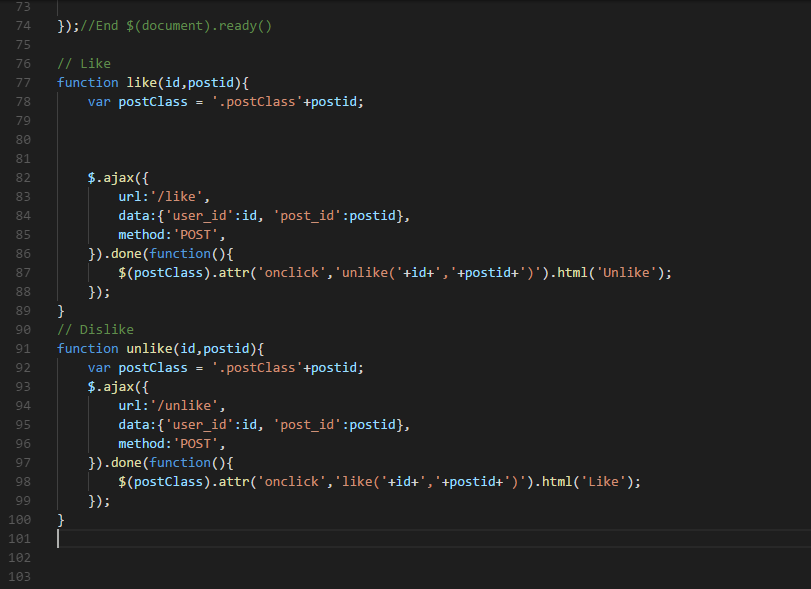 73
74 });//End $(document).ready()
75
76 // Like
77 function like(id,postid){
78 var postClass = '.postClass'+postid;
79
80
81
82 $.ajax({
83 url:'/like',
84 data:{'user_id':id, 'post_id':postid},
85 method:'POST',
86 }).done(function(){
87 $(postClass).attr('onclick','unlike('+id+','+postid+')').html('Unlike');
88 });
89 }
90 // Dislike
91 function unlike(id,postid){
92 var postClass = '.postClass'+postid;
93 $.ajax({
94 url:'/unlike',
95 data:{'user_id':id, 'post_id':postid},
96 method:'POST',
97 }).done(function(){
98 $(postClass).attr('onclick','like('+id+','+postid+')').html('Like');
99 });
100 }
101
102
103